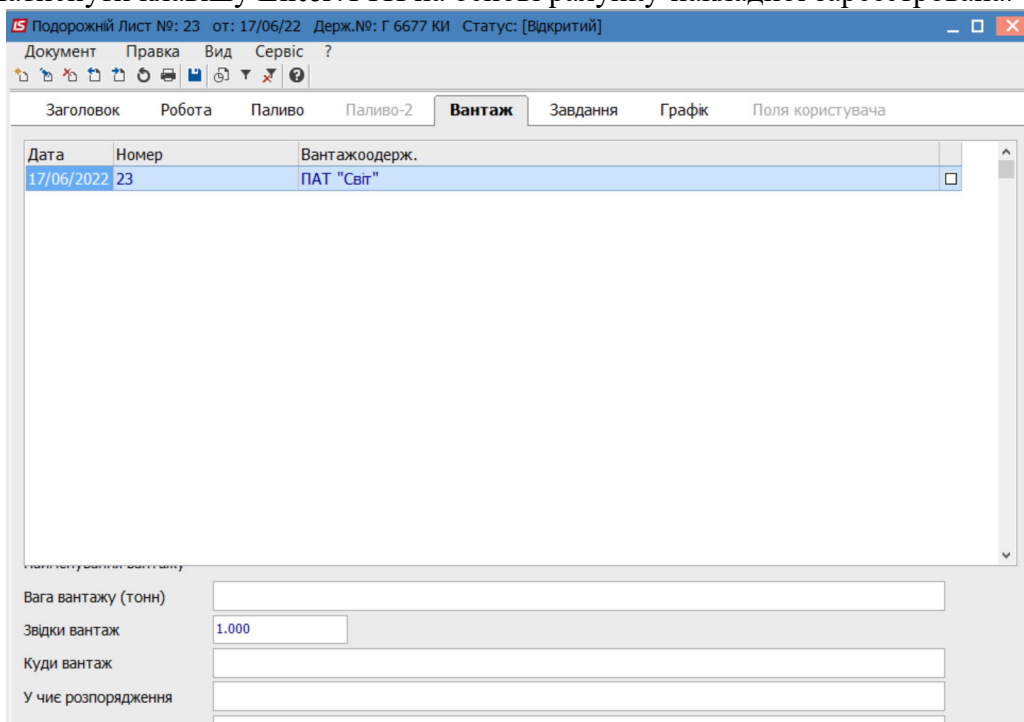 Подорожній Лист №: 23 от: 17/06/22 Держ.№: Г 6677 КИ Статус: [Відкритий]
Документ Правка Вид Сервіс ?
Заголовок Робота Паливо Паливо-2 Вантаж Завдання Графік Поля користувача
Дата Номер Вантажоодерж.
17/06/2022 23 ПАТ "Світ"
Вага вантажу (тонн)
Звідки вантаж 1.000
Куди вантаж
У чиє розпорядження